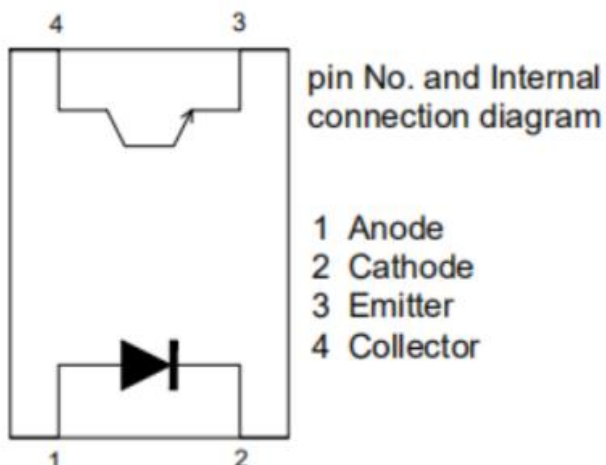 4 3
pin No. and Internal
connection diagram
1 Anode
2 Cathode
3 Emitter
4 Collector
1 2